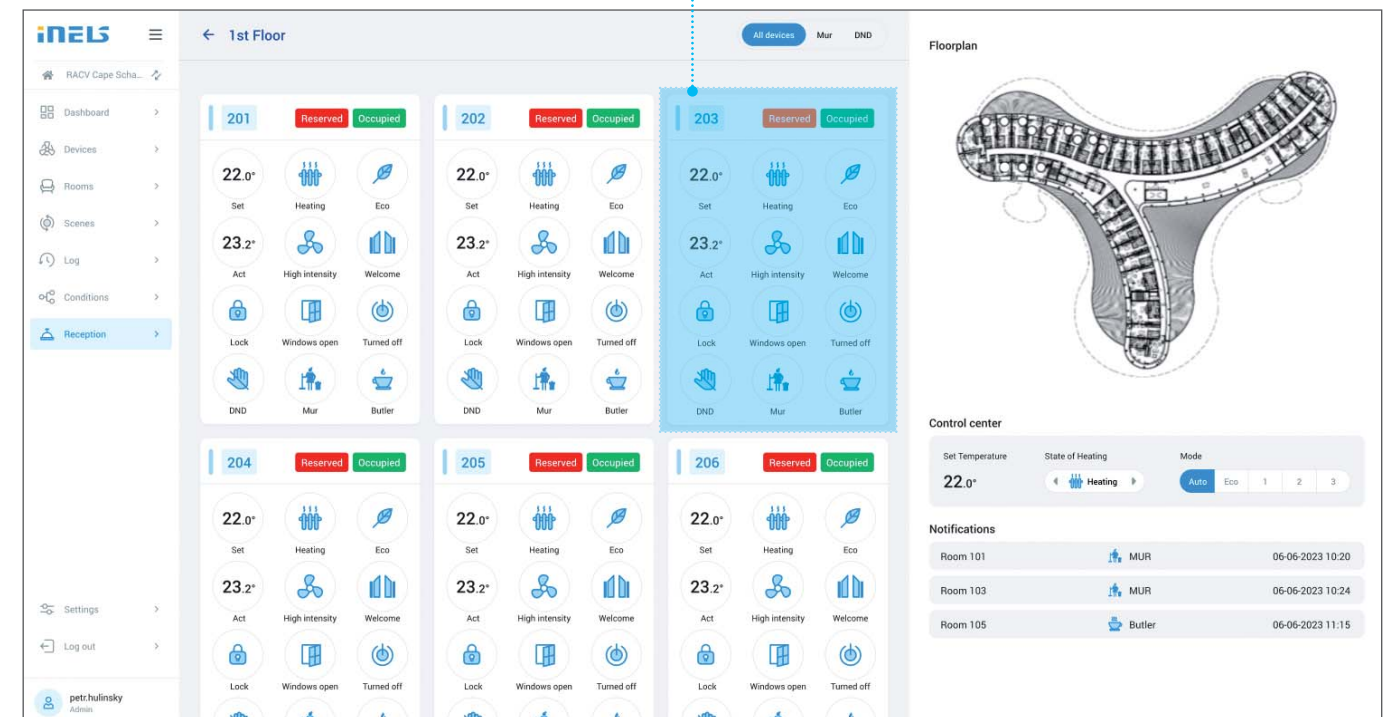 iNELS
RACV Cape Scha...
Dashboard
Devices
Rooms
Scenes
Log
Conditions
Reception
Settings
Log out
petr.hulinsky
Admin
1st Floor
All devices Mur DND
201 Reserved Occupied
22.0° 
Set Heating Eco
23.2°
Act High intensity Welcome
Lock Windows open Turned off
DND Mur Butler
202 Reserved Occupied
22.0°
Set Heating Eco
23.2°
Act High intensity Welcome
Lock Windows open Turned off
DND Mur Butler
203 Reserved Occupied
22.0°
Set Heating Eco
23.2°
Act High intensity Welcome
Lock Windows open Turned off
DND Mur Butler
204 Reserved Occupied
22.0°
Set Heating Eco
23.2°
Act High intensity Welcome
Lock Windows open Turned off
205 Reserved Occupied
22.0°
Set Heating Eco
23.2°
Act High intensity Welcome
Lock Windows open Turned off
206 Reserved Occupied
22.0°
Set Heating Eco
23.2°
Act High intensity Welcome
Lock Windows open Turned off
Floorplan
Control center
Set Temperature State of Heating Mode
22.0° Heating Auto Eco 1 2 3
Notifications
Room 101 MUR 06-06-2023 10:20
Room 103 MUR 06-06-2023 10:24
Room 105 Butler 06-06-2023 11:15